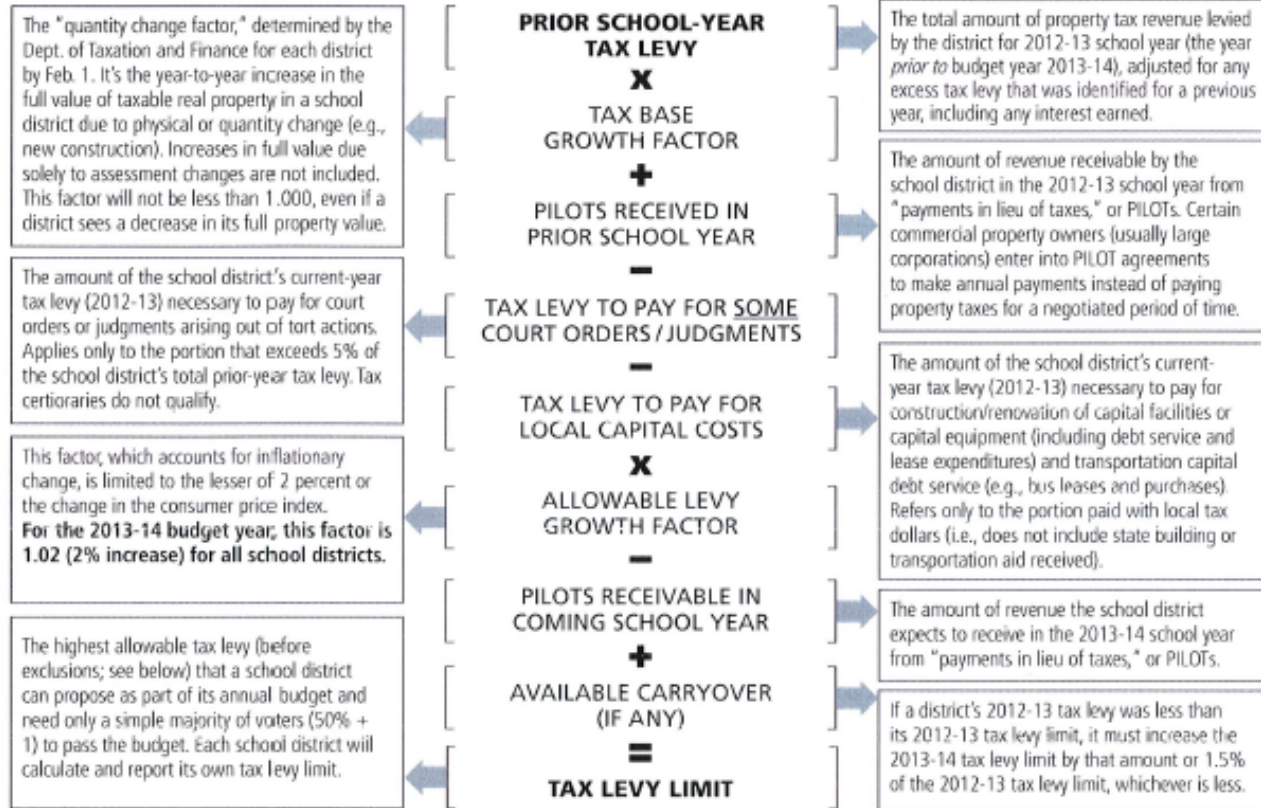 The "quantity change factor," determined by the
Dept. of Taxation and Finance for each district
by Feb. 1. It's the year-to-year increase in the
full value of taxable real property in a school
district due to physical or quantity change (e.g.,
new construction). Increases in full value due
solely to assessment changes are not included.
This factor will not be less than 1.000, even if a
district sees a decrease in its full property value.
The amount of the school district's current-year
tax levy (2012-13) necessary to pay for court
orders or judgments arising out of tort actions.
Applies only to the portion that exceeds 5% of
the school district's total prior-year tax levy. Tax
certioraries do not qualify.
This factor, which accounts for inflationary
change, is limited to the lesser of 2 percent or
the change in the consumer price index.
For the 2013-14 budget year, this factor is
1.02 (2% increase) for all school districts.
The highest allowable tax levy (before
exclusions; see below) that a school district
can propose as part of its annual budget and
need only a simple majority of voters (50% +
1) to pass the budget. Each school district will
calculate and report its own tax levy limit.
PRIOR SCHOOL-YEAR
TAX LEVY
X
TAX BASE
GROWTH FACTOR
+
PILOTS RECEIVED IN
PRIOR SCHOOL YEAR
−
TAX LEVY TO PAY FOR SOME
COURT ORDERS/JUDGMENTS
−
TAX LEVY TO PAY FOR
LOCAL CAPITAL COSTS
X
ALLOWABLE LEVY
GROWTH FACTOR
−
PILOTS RECEIVABLE IN
COMING SCHOOL YEAR
+
AVAILABLE CARRYOVER
(IF ANY)
=
TAX LEVY LIMIT
The total amount of property tax revenue levied
by the district for 2012-13 school year (the year
prior to budget year 2013-14), adjusted for any
excess tax levy that was identified for a previous
year, including any interest earned.
The amount of revenue receivable by the
school district in the 2012-13 school year from
"payments in lieu of taxes," or PILOTs. Certain
commercial property owners (usually large
corporations) enter into PILOT agreements
to make annual payments instead of paying
property taxes for a negotiated period of time.
The amount of the school district's current-
year tax levy (2012-13) necessary to pay for
construction/renovation of capital facilities or
capital equipment (including debt service and
lease expenditures) and transportation capital
debt service (e.g., bus leases and purchases).
Refers only to the portion paid with local tax
dollars (i.e., does not include state building or
transportation aid received).
The amount of revenue the school district
expects to receive in the 2013-14 school year
from "payments in lieu of taxes," or PILOTs.
If a district's 2012-13 tax levy was less than
its 2012-13 tax levy limit, it must increase the
2013-14 tax levy limit by that amount or 1.5%
of the 2012-13 tax levy limit, whichever is less.